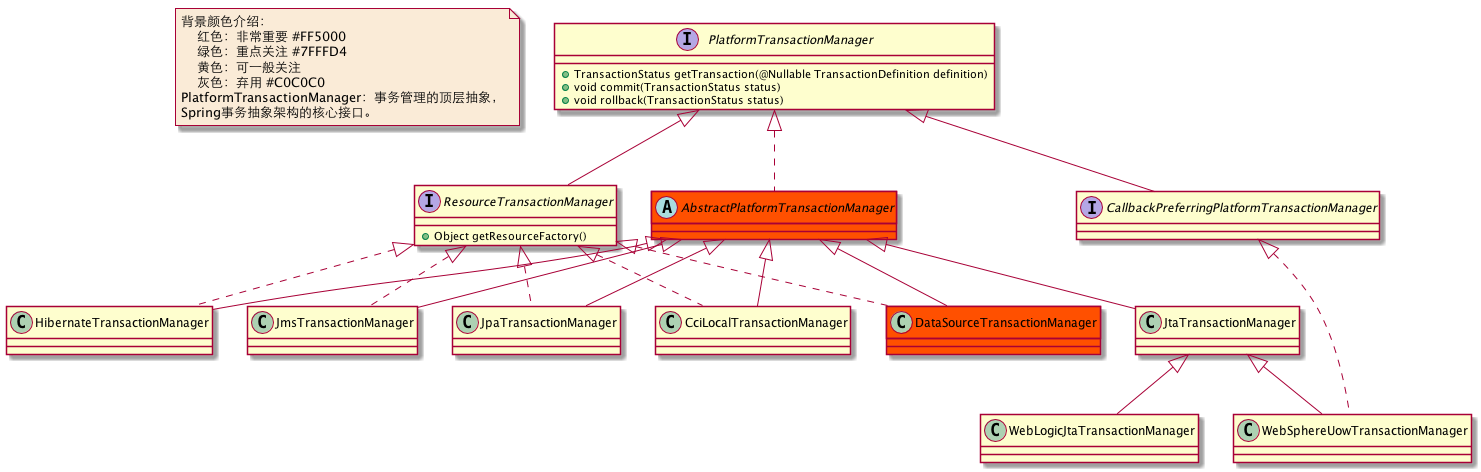 背景颜色介绍：
红色：非常重要 #FF5000
绿色：重点关注 #7FFFD4
黄色：可一般关注
灰色：弃用 #C0C0C0
PlatformTransactionManager：事务管理的顶层抽象，
Spring事务抽象架构的核心接口。
I PlatformTransactionManager
TransactionStatus getTransaction(@Nullable TransactionDefinition definition)
void commit(TransactionStatus status)
void rollback(TransactionStatus status)
I ResourceTransactionManager
Object getResourceFactory()
A AbstractPlatformTransactionManager
I CallbackPreferringPlatformTransactionManager
C HibernateTransactionManager
C JmsTransactionManager
C JpaTransactionManager
C CciLocalTransactionManager
C DataSourceTransactionManager
C JtaTransactionManager
C WebLogicJtaTransactionManager
C WebSphereUowTransactionManager